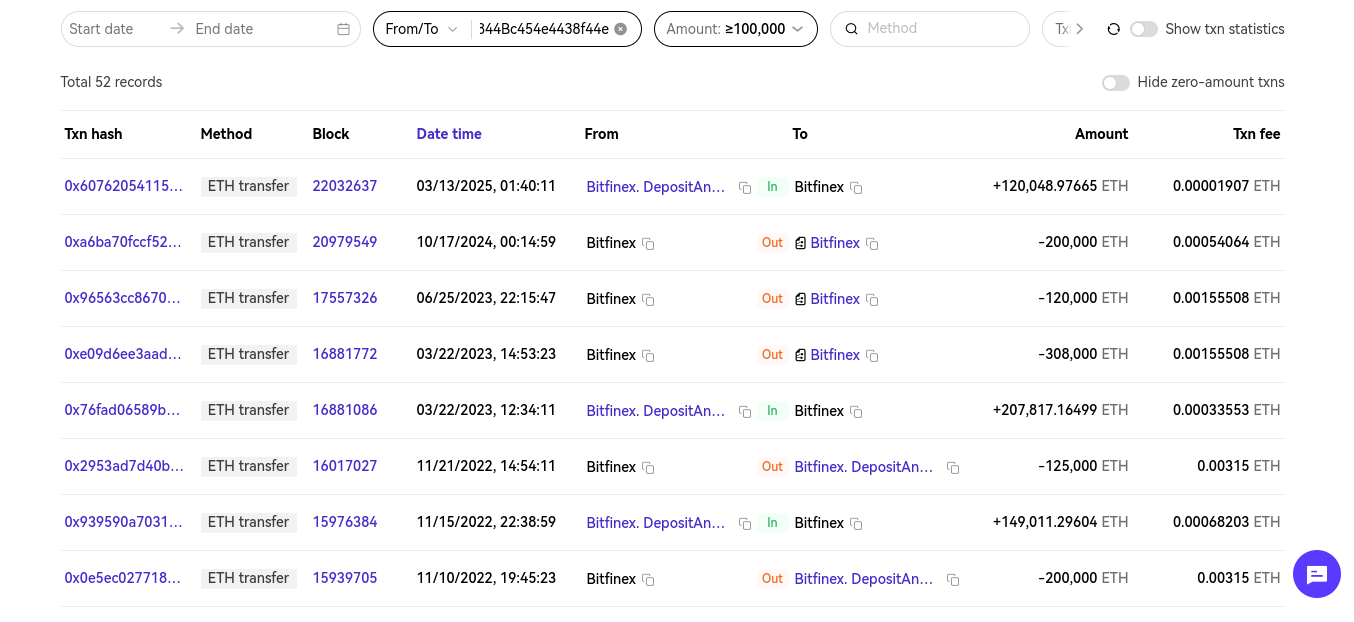 Start date End date From/To 344Bc454e4438f44e Amount: ≥100,000 Method Show txn statistics
Total 52 records Hide zero-amount txns
Txn hash Method Block Date time From To Amount Txn fee
0x60762054115... ETH transfer 22032637 03/13/2025, 01:40:11 Bitfinex. DepositAn... In Bitfinex +120,048.97665 ETH 0.00001907 ETH
0xa6ba70fccf52... ETH transfer 20979549 10/17/2024, 00:14:59 Bitfinex Out Bitfinex -200,000 ETH 0.00054064 ETH
0x96563cc8670... ETH transfer 17557326 06/25/2023, 22:15:47 Bitfinex Out Bitfinex -120,000 ETH 0.00155508 ETH
0xe09d6ee3aad... ETH transfer 16881772 03/22/2023, 14:53:23 Bitfinex Out Bitfinex -308,000 ETH 0.00155508 ETH
0x76fad06589b... ETH transfer 16881086 03/22/2023, 12:34:11 Bitfinex. DepositAn... In Bitfinex +207,817.16499 ETH 0.00033553 ETH
0x2953ad7d40b... ETH transfer 16017027 11/21/2022, 14:54:11 Bitfinex Out Bitfinex. DepositAn... -125,000 ETH 0.00315 ETH
0x939590a7031... ETH transfer 15976384 11/15/2022, 22:38:59 Bitfinex. DepositAn... In Bitfinex +149,011.29604 ETH 0.00068203 ETH
0x0e5ec027718... ETH transfer 15939705 11/10/2022, 19:45:23 Bitfinex Out Bitfinex. DepositAn... -200,000 ETH 0.00315 ETH